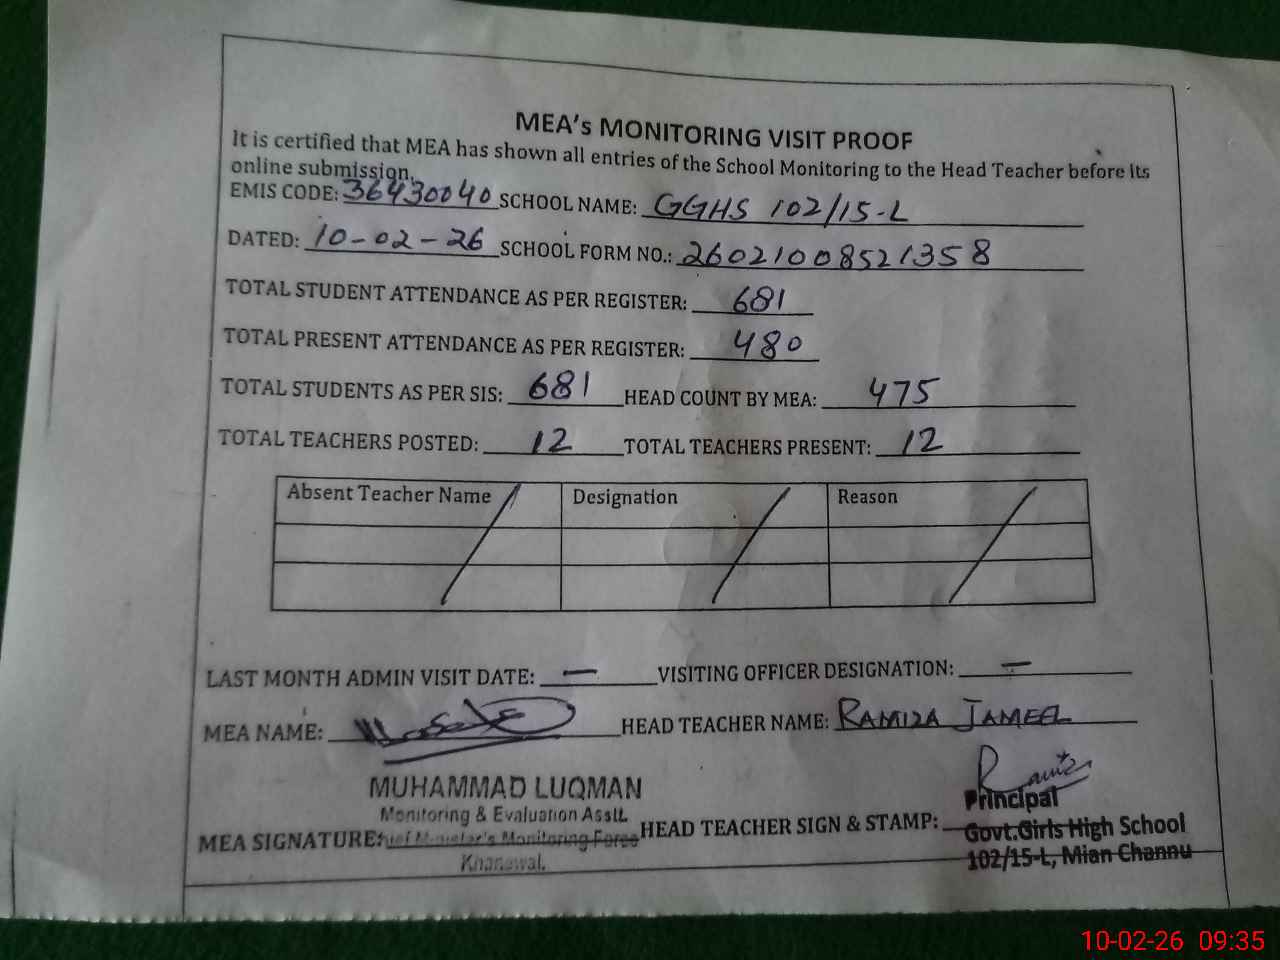 MEA's MONITORING VISIT PROOF
It is certified that MEA has shown all entries of the School Monitoring to the Head Teacher before its
online submission.
EMIS CODE: 36430040 SCHOOL NAME: GGHS 102/15-L
DATED: 10-02-26 SCHOOL FORM NO.: 26021008521358
TOTAL STUDENT ATTENDANCE AS PER REGISTER: 681
TOTAL PRESENT ATTENDANCE AS PER REGISTER: 480
TOTAL STUDENTS AS PER SIS: 681 HEAD COUNT BY MEA: 475
TOTAL TEACHERS POSTED: 12 TOTAL TEACHERS PRESENT: 12
Absent Teacher Name Designation Reason
LAST MONTH ADMIN VISIT DATE: — VISITING OFFICER DESIGNATION: —
MEA NAME: HEAD TEACHER NAME: RAMIZA JAMEEL
MUHAMMAD LUQMAN
Monitoring & Evaluation Asstt.
MEA SIGNATURE: Minister's Monitoring Force
Khanewal.
HEAD TEACHER SIGN & STAMP:
Principal
Govt.Girls High School
102/15-L, Mian Channu
10-02-26 09:35